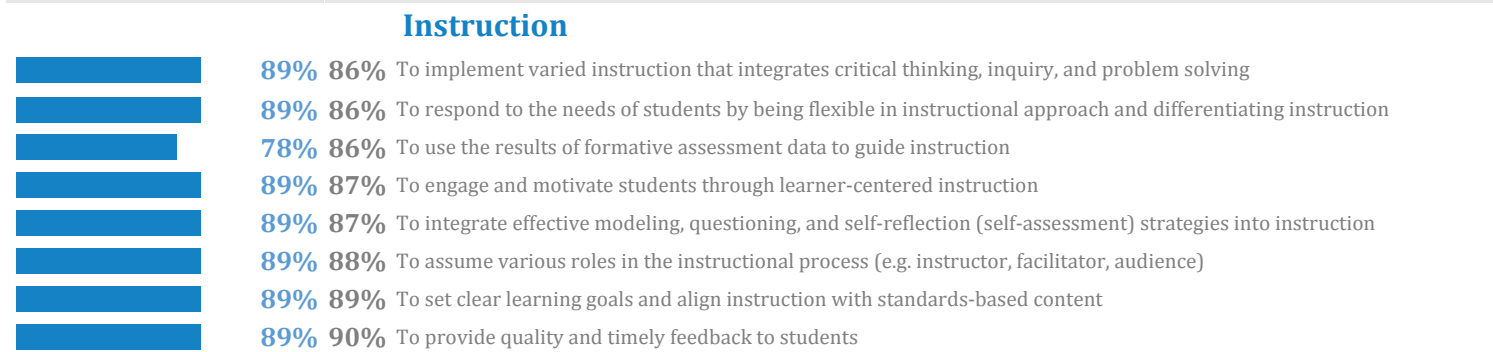 Instruction
89% 86% To implement varied instruction that integrates critical thinking, inquiry, and problem solving
89% 86% To respond to the needs of students by being flexible in instructional approach and differentiating instruction
78% 86% To use the results of formative assessment data to guide instruction
89% 87% To engage and motivate students through learner-centered instruction
89% 87% To integrate effective modeling, questioning, and self-reflection (self-assessment) strategies into instruction
89% 88% To assume various roles in the instructional process (e.g. instructor, facilitator, audience)
89% 89% To set clear learning goals and align instruction with standards-based content
89% 90% To provide quality and timely feedback to students